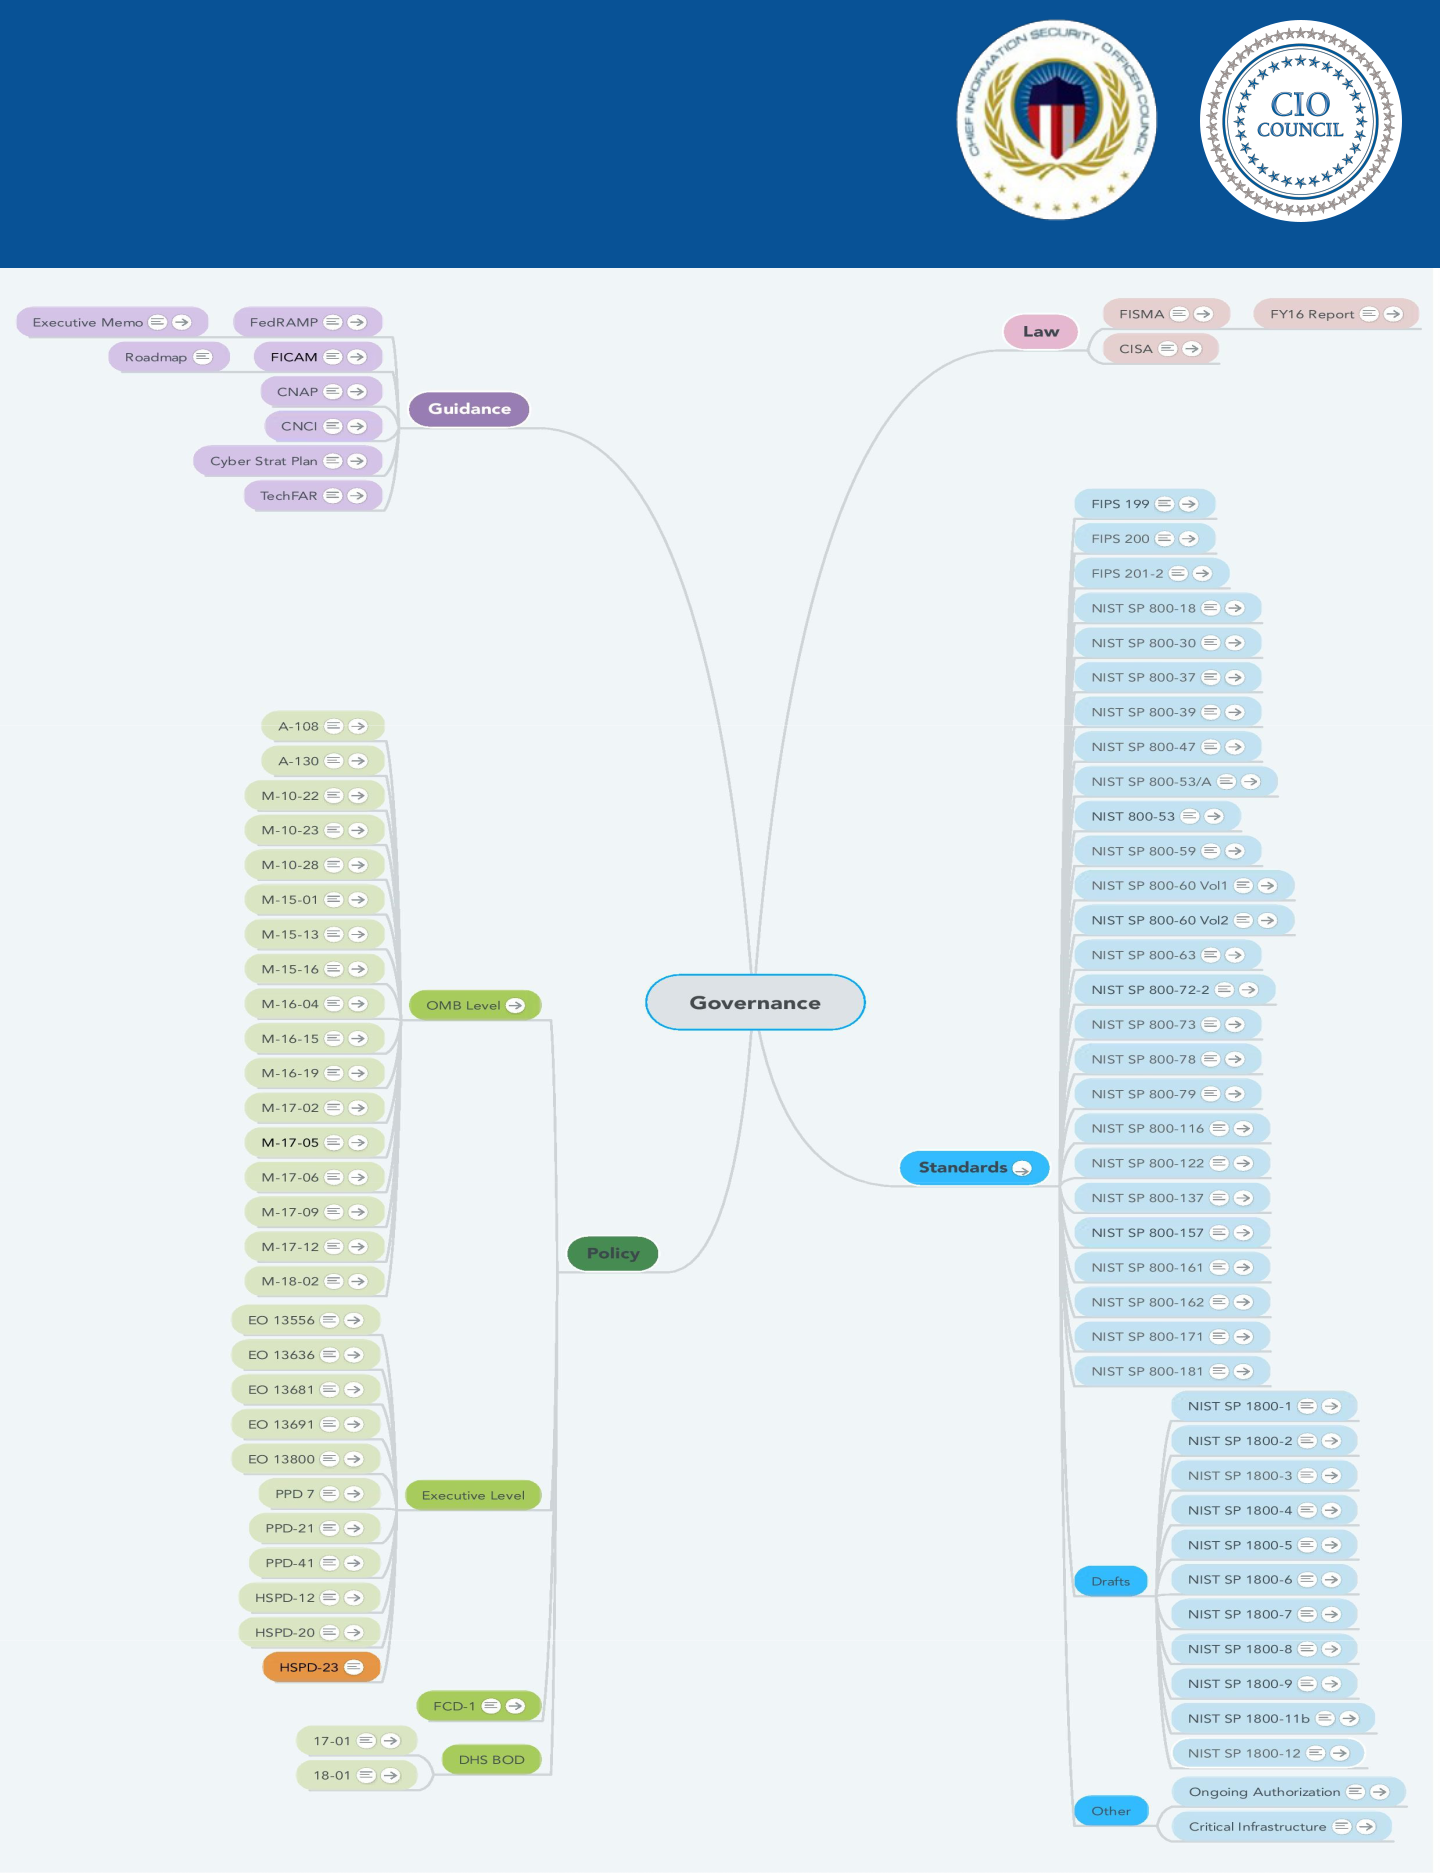 CHIEF INFORMATION SECURITY OFFICER COUNCIL
CIO
COUNCIL
Executive Memo
FedRAMP
Roadmap
FICAM
CNAP
CNCI
Cyber Strat Plan
TechFAR
Guidance
Law
FISMA
FY16 Report
CISA
FIPS 199
FIPS 200
FIPS 201-2
NIST SP 800-18
NIST SP 800-30
NIST SP 800-37
NIST SP 800-39
NIST SP 800-47
NIST SP 800-53/A
NIST 800-53
NIST SP 800-59
NIST SP 800-60 Vol1
NIST SP 800-60 Vol2
NIST SP 800-63
NIST SP 800-72-2
NIST SP 800-73
NIST SP 800-78
NIST SP 800-79
NIST SP 800-116
NIST SP 800-122
NIST SP 800-137
NIST SP 800-157
NIST SP 800-161
NIST SP 800-162
NIST SP 800-171
NIST SP 800-181
Standards
Governance
A-108
A-130
M-10-22
M-10-23
M-10-28
M-15-01
M-15-13
M-15-16
M-16-04
M-16-15
M-16-19
M-17-02
M-17-05
M-17-06
M-17-09
M-17-12
M-18-02
OMB Level
Policy
EO 13556
EO 13636
EO 13681
EO 13691
EO 13800
PPD 7
PPD-21
PPD-41
HSPD-12
HSPD-20
HSPD-23
Executive Level
FCD-1
17-01
18-01
DHS BOD
NIST SP 1800-1
NIST SP 1800-2
NIST SP 1800-3
NIST SP 1800-4
NIST SP 1800-5
NIST SP 1800-6
NIST SP 1800-7
NIST SP 1800-8
NIST SP 1800-9
NIST SP 1800-11b
NIST SP 1800-12
Drafts
Other
Ongoing Authorization
Critical Infrastructure